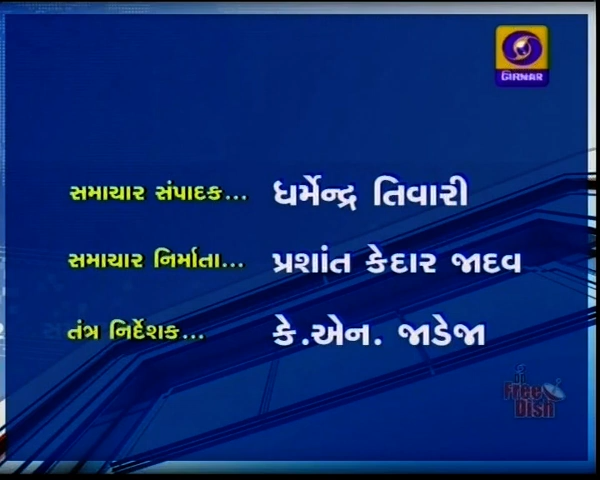 GIRNAR
સમાચાર સંપાદક... ધર્મેન્દ્ર તિવારી
સમાચાર નિર્માતા... પ્રશાંત કેદાર જાદવ
તંત્ર નિર્દેશક... કે.એન. જાડેજા
Free
Dish